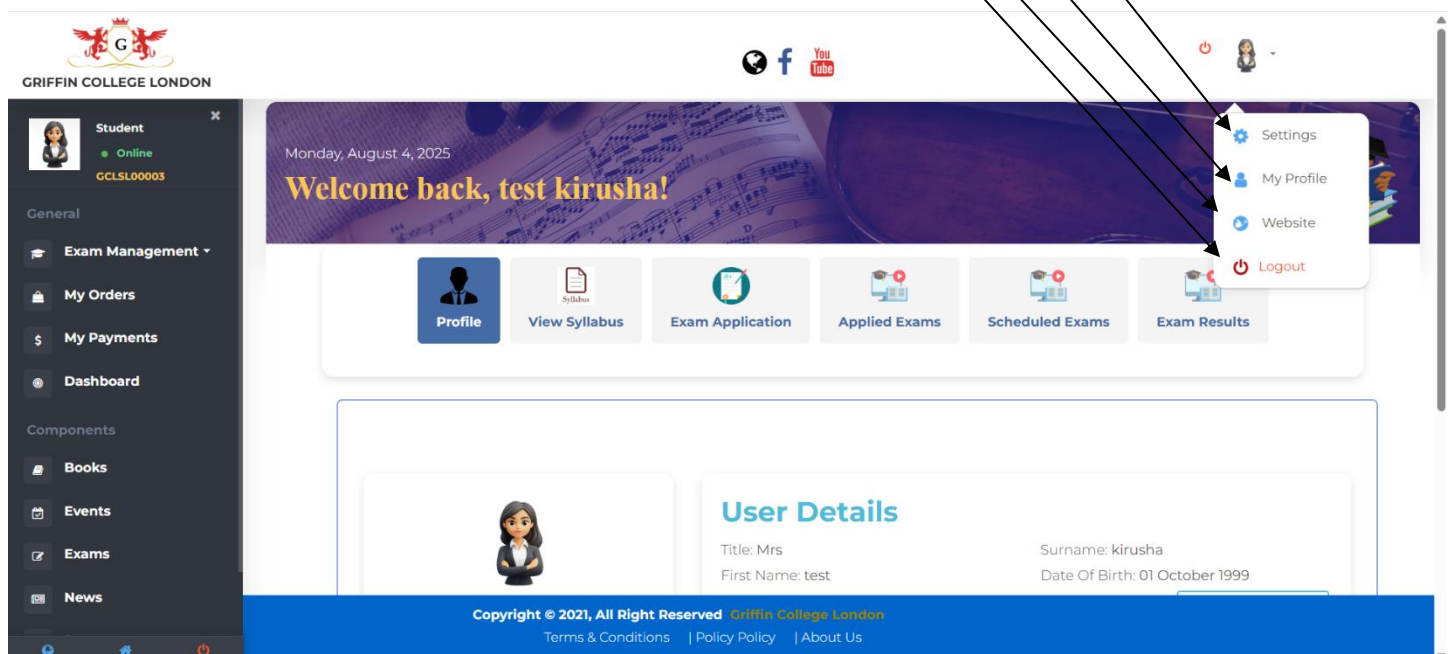 G
GRIFFIN COLLEGE LONDON
You
Tube
Student
Online
GCLSL00003
General
Exam Management
My Orders
$ My Payments
Dashboard
Components
Books
Events
Exams
News
Monday, August 4, 2025
Welcome back, test kirusha!
Settings
My Profile
Website
Logout
Profile
Syllabus
View Syllabus
Exam Application
Applied Exams
Scheduled Exams
Exam Results
User Details
Title: Mrs
Surname: kirusha
First Name: test
Date Of Birth: 01 October 1999
Copyright © 2021, All Right Reserved Griffin College London
Terms & Conditions | Policy Policy | About Us